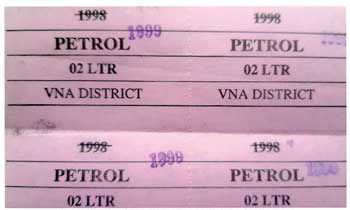 1998 1998
PETROL 1999 PETROL
02 LTR 02 LTR
VNA DISTRICT VNA DISTRICT
1998 1998
PETROL 1999 PETROL
02 LTR 02 LTR